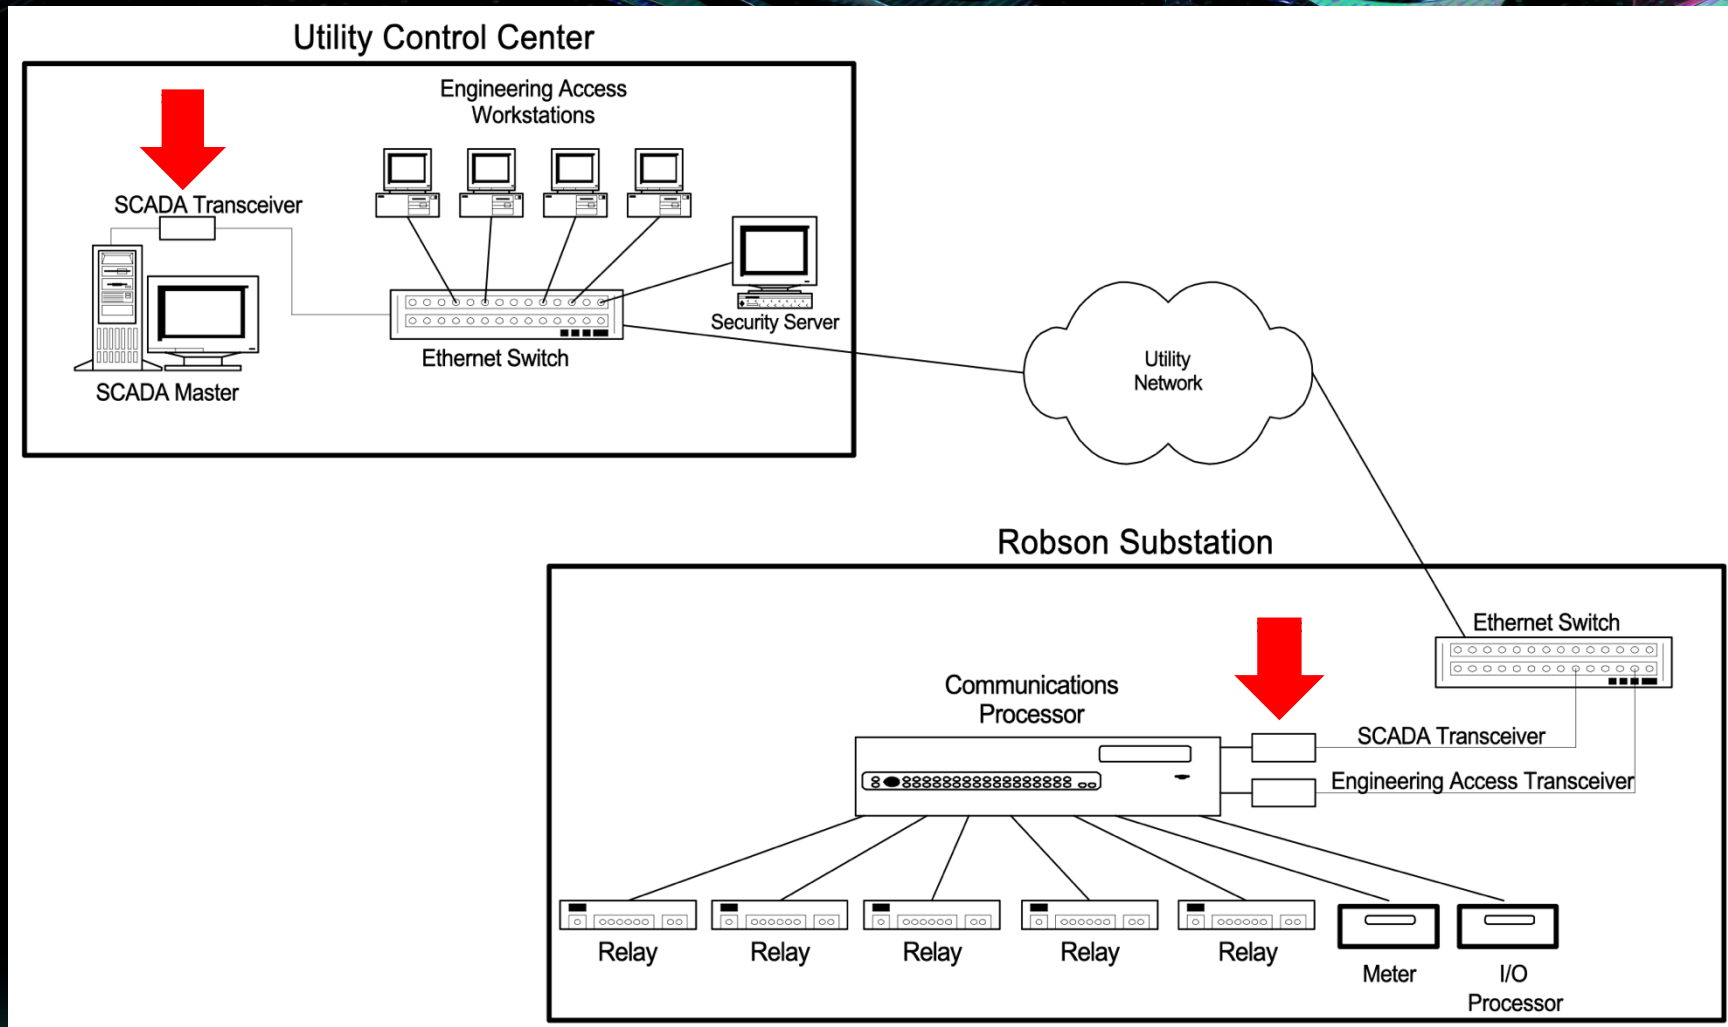 Utility Control Center
Engineering Access
Workstations
SCADA Transceiver
Security Server
Ethernet Switch
SCADA Master
Utility
Network
Robson Substation
Ethernet Switch
Communications
Processor
SCADA Transceiver
Engineering Access Transceiver
Relay
Relay
Relay
Relay
Relay
Meter
I/O
Processor